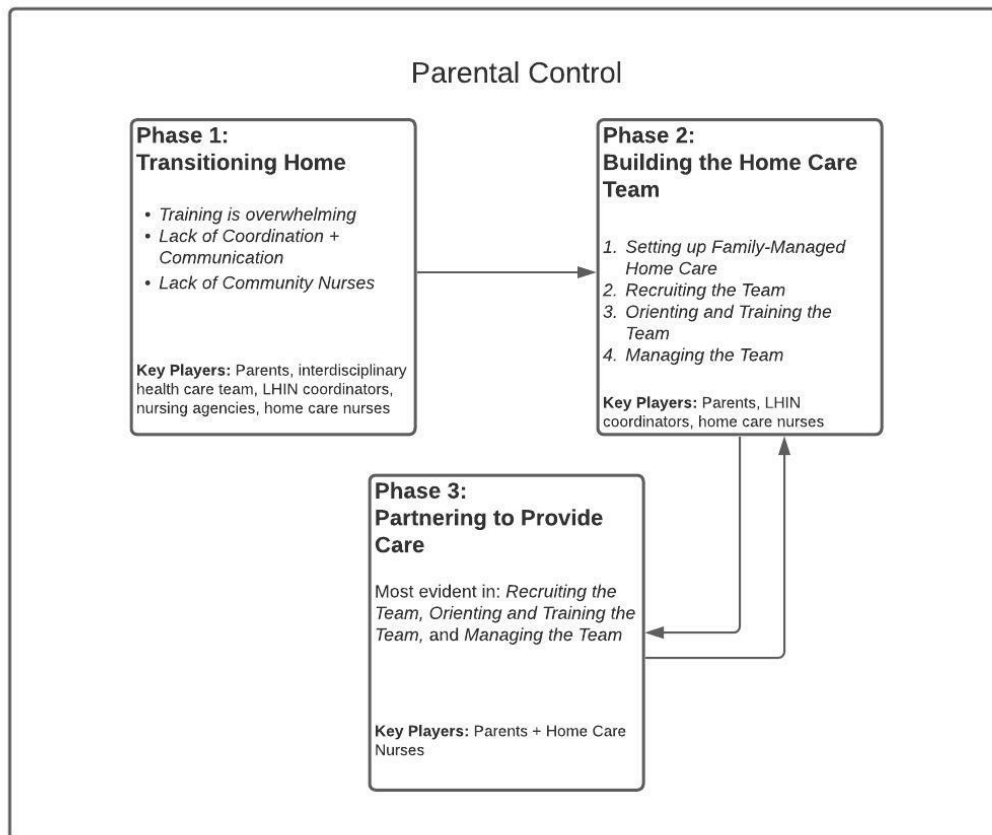 Parental Control
Phase 1:
Transitioning Home
• Training is overwhelming
• Lack of Coordination +
Communication
• Lack of Community Nurses
Key Players: Parents, interdisciplinary
health care team, LHIN coordinators,
nursing agencies, home care nurses
Phase 2:
Building the Home Care
Team
1. Setting up Family-Managed
Home Care
2. Recruiting the Team
3. Orienting and Training the
Team
4. Managing the Team
Key Players: Parents, LHIN
coordinators, home care nurses
Phase 3:
Partnering to Provide
Care
Most evident in: Recruiting the
Team, Orienting and Training the
Team, and Managing the Team
Key Players: Parents + Home Care
Nurses